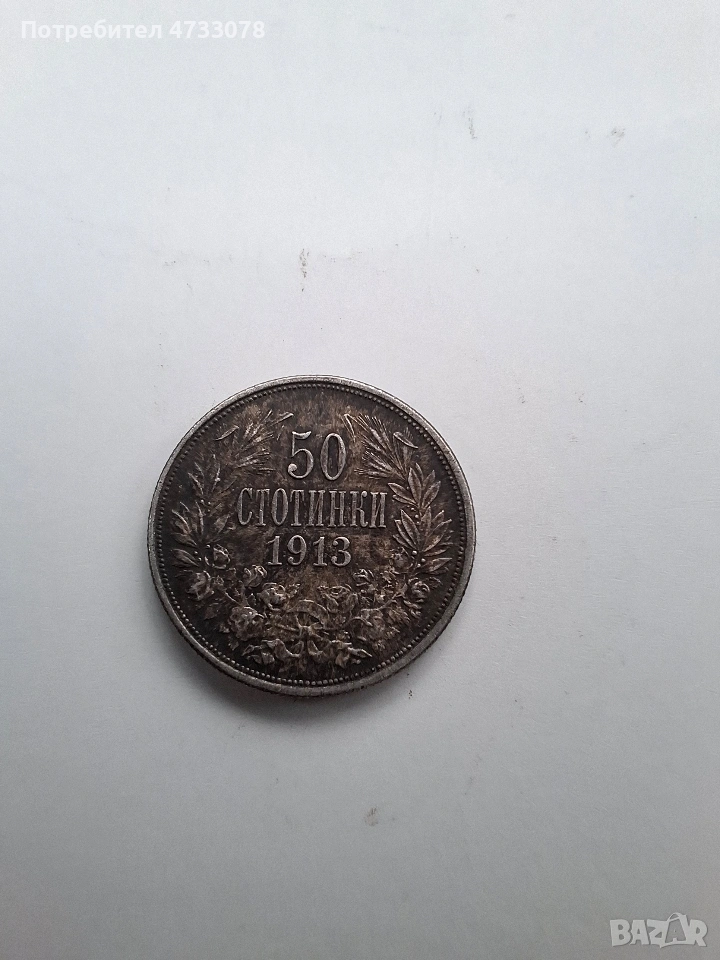 Потребител 4733078
50
СТОТИНКИ
1913
BAZAR